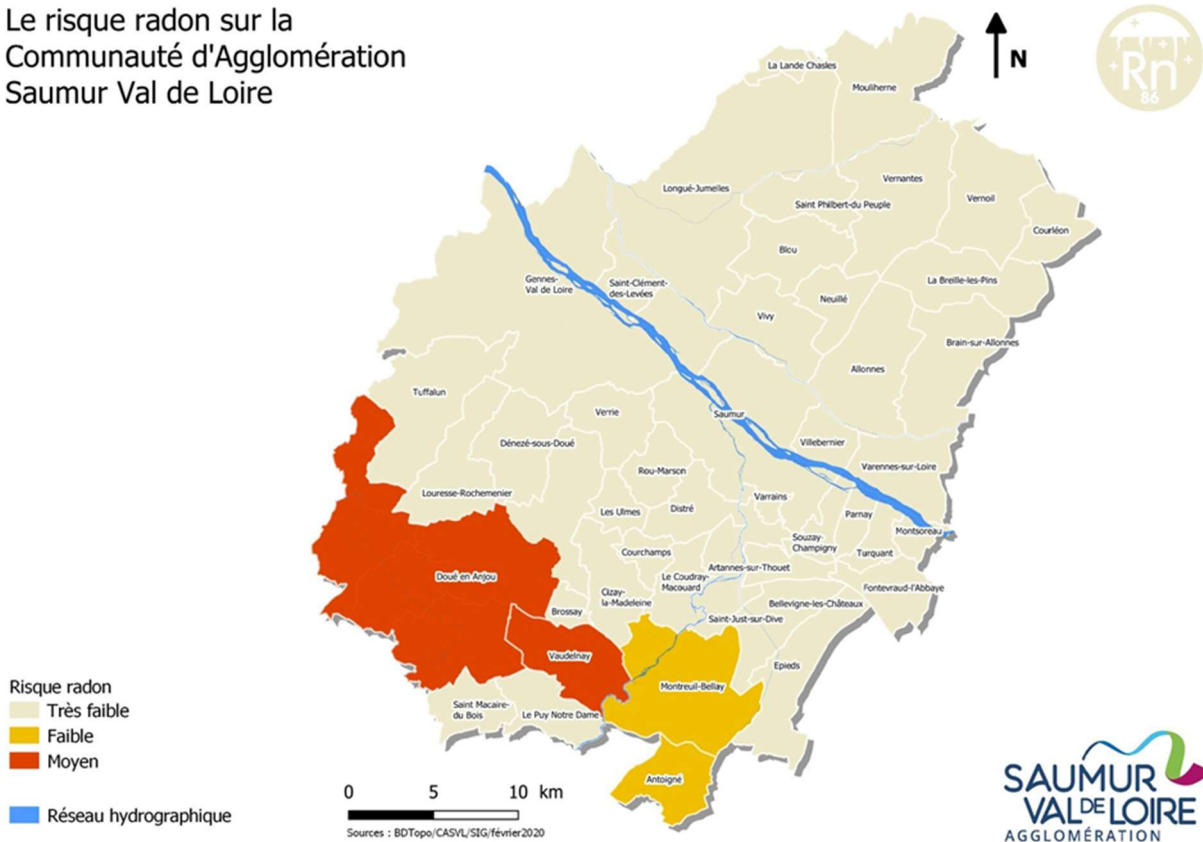 Le risque radon sur la
Communauté d'Agglomération
Saumur Val de Loire
N
Rn
86
La Lande Chasles
Mouliherne
Longué-Jumelles
Vernantes
Saint Philbert-du Peuple
Vernoil
Courléon
Blou
La Breille-les-Pins
Gennes-
Val de Loire
Saint-Clément-
des-Levées
Neuillé
Vivy
Brain-sur-Allonnes
Allonnes
Tuffalun
Verrie
Saumur
Dénezé-sous-Doué
Villebernier
Rou-Marson
Varennes-sur-Loire
Louresse-Rochemenier
Varrains
Les Ulmes
Distré
Parnay
Montsoreau
Souzay-
Champigny
Courchamps
Turquant
Artannes-sur-Thouet
Doué en Anjou
Le Coudray-
Macouard
Fontevraud-l'Abbaye
Cizay-
la-Madeleine
Bellevigne-les-Châteaux
Brossay
Saint-Just-sur-Dive
Vaudelnay
Epieds
Montreuil-Bellay
Saint Macaire-
du Bois
Le Puy Notre Dame
Antoigné
Risque radon
Très faible
Faible
Moyen
Réseau hydrographique
0 5 10 km
Sources : BDTopo/CASVL/SIG/février2020
SAUMUR
VAL DE LOIRE
AGGLOMÉRATION